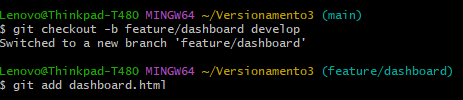 Lenovo@Thinkpad-T480 MINGW64 ~/Versionamento3 (main)
$ git checkout -b feature/dashboard develop
Switched to a new branch 'feature/dashboard'
Lenovo@Thinkpad-T480 MINGW64 ~/Versionamento3 (feature/dashboard)
$ git add dashboard.html